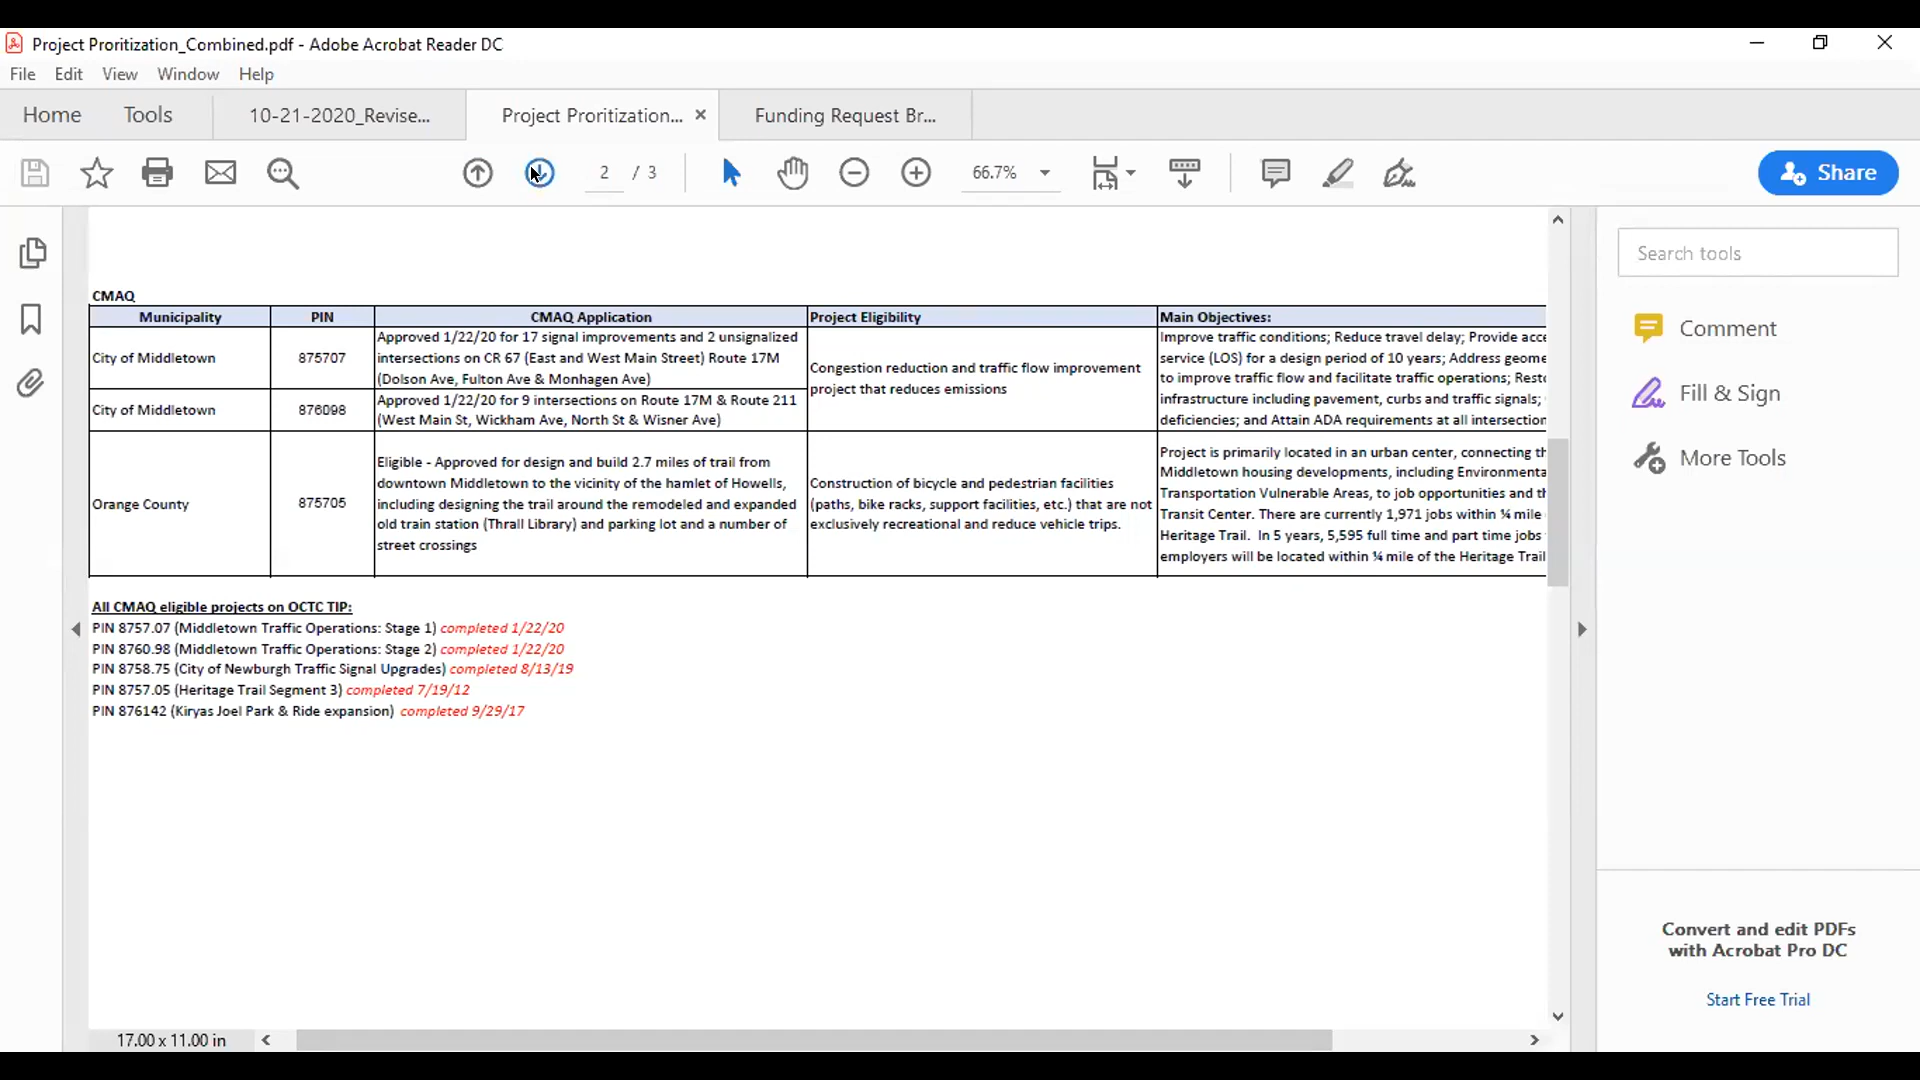 Project Proritization_Combined.pdf - Adobe Acrobat Reader DC
File Edit View Window Help
Home Tools 10-21-2020_Revise... Project Proritization... × Funding Request Br...
2 / 3 66.7% Share
Search tools
Comment
Fill & Sign
More Tools
CMAQ
Municipality PIN CMAQ Application Project Eligibility Main Objectives:
City of Middletown
875707
Approved 1/22/20 for 17 signal improvements and 2 unsignalized
intersections on CR 67 (East and West Main Street) Route 17M
(Dolson Ave, Fulton Ave & Monhagen Ave)
City of Middletown
876098
Approved 1/22/20 for 9 intersections on Route 17M & Route 211
(West Main St, Wickham Ave, North St & Wisner Ave)
Congestion reduction and traffic flow improvement
project that reduces emissions
Improve traffic conditions; Reduce travel delay; Provide acce
service (LOS) for a design period of 10 years; Address geome
to improve traffic flow and facilitate traffic operations; Resto
infrastructure including pavement, curbs and traffic signals;
deficiencies; and Attain ADA requirements at all intersection
Orange County
875705
Eligible - Approved for design and build 2.7 miles of trail from
downtown Middletown to the vicinity of the hamlet of Howells,
including designing the trail around the remodeled and expanded
old train station (Thrall Library) and parking lot and a number of
street crossings
Construction of bicycle and pedestrian facilities
(paths, bike racks, support facilities, etc.) that are not
exclusively recreational and reduce vehicle trips.
Project is primarily located in an urban center, connecting th
Middletown housing developments, including Environmenta
Transportation Vulnerable Areas, to job opportunities and th
Transit Center. There are currently 1,971 jobs within ¼ mile
Heritage Trail. In 5 years, 5,595 full time and part time jobs
employers will be located within ¼ mile of the Heritage Trail
All CMAQ eligible projects on OCTC TIP:
PIN 8757.07 (Middletown Traffic Operations: Stage 1) completed 1/22/20
PIN 8760.98 (Middletown Traffic Operations: Stage 2) completed 1/22/20
PIN 8758.75 (City of Newburgh Traffic Signal Upgrades) completed 8/13/19
PIN 8757.05 (Heritage Trail Segment 3) completed 7/19/12
PIN 876142 (Kiryas Joel Park & Ride expansion) completed 9/29/17
Convert and edit PDFs
with Acrobat Pro DC
Start Free Trial
17.00 x 11.00 in